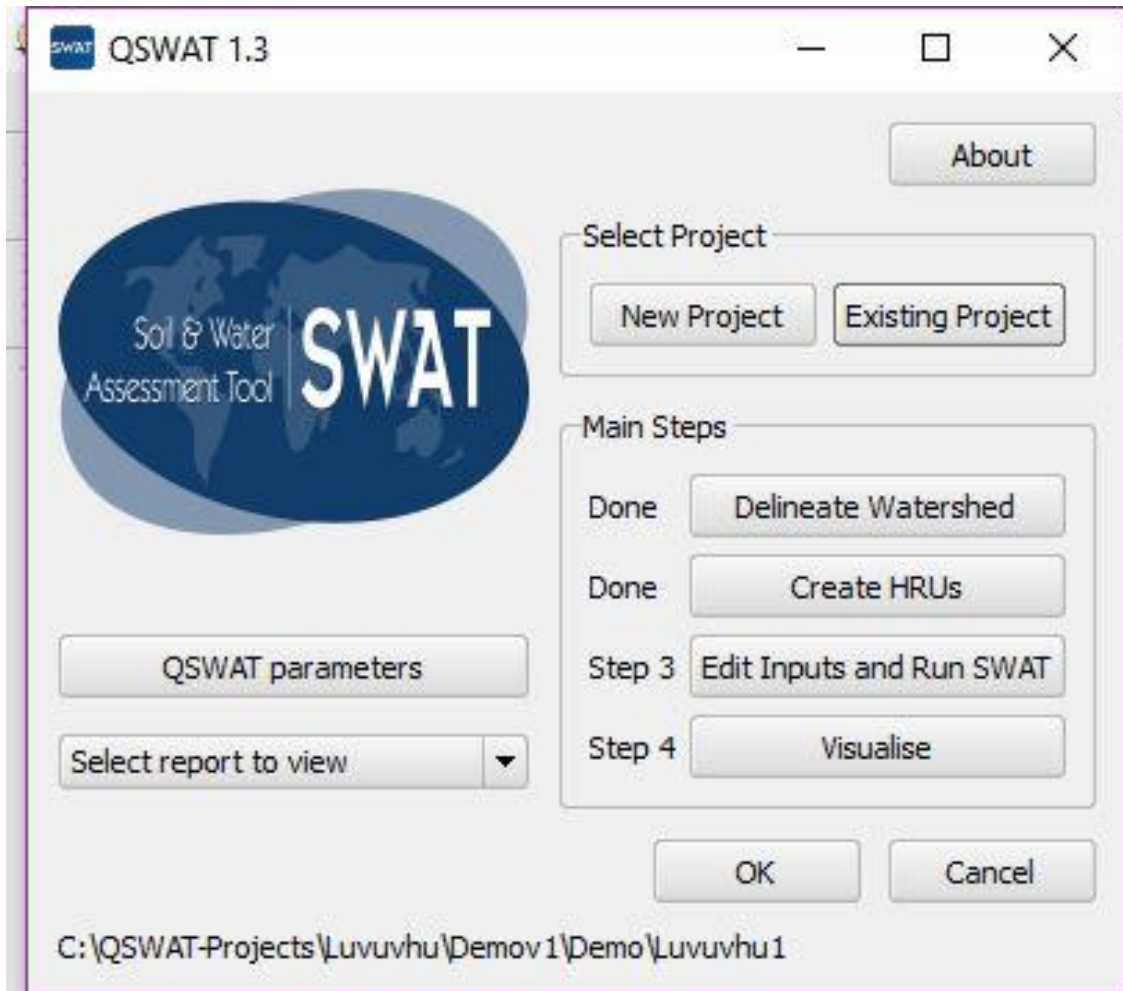 SWAT QSWAT 1.3
About
Soil & Water
Assessment Tool
SWAT
Select Project
New Project Existing Project
Main Steps
Done Delineate Watershed
Done Create HRUs
QSWAT parameters
Step 3 Edit Inputs and Run SWAT
Select report to view
Step 4 Visualise
OK Cancel
C:\QSWAT-Projects\Luvuvhu\Demov1\Demo\Luvuvhu1